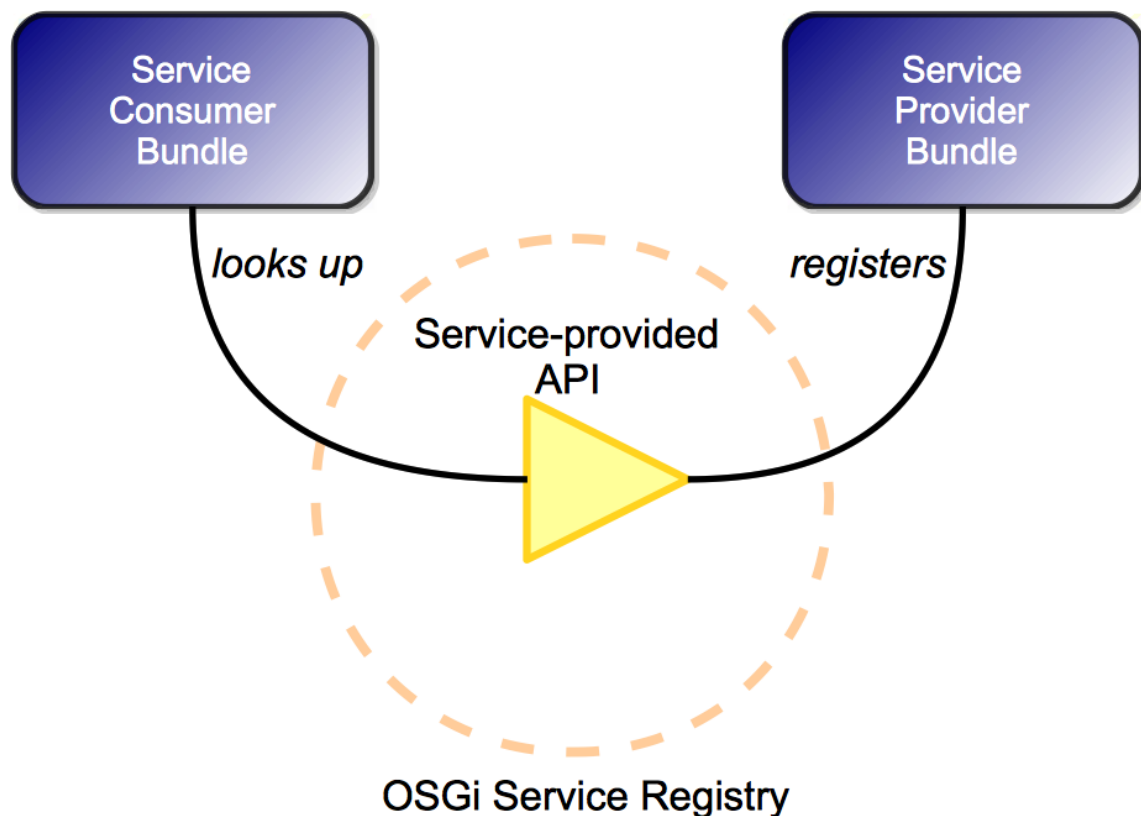 Service
Consumer
Bundle
Service
Provider
Bundle
looks up
registers
Service-provided
API
OSGi Service Registry